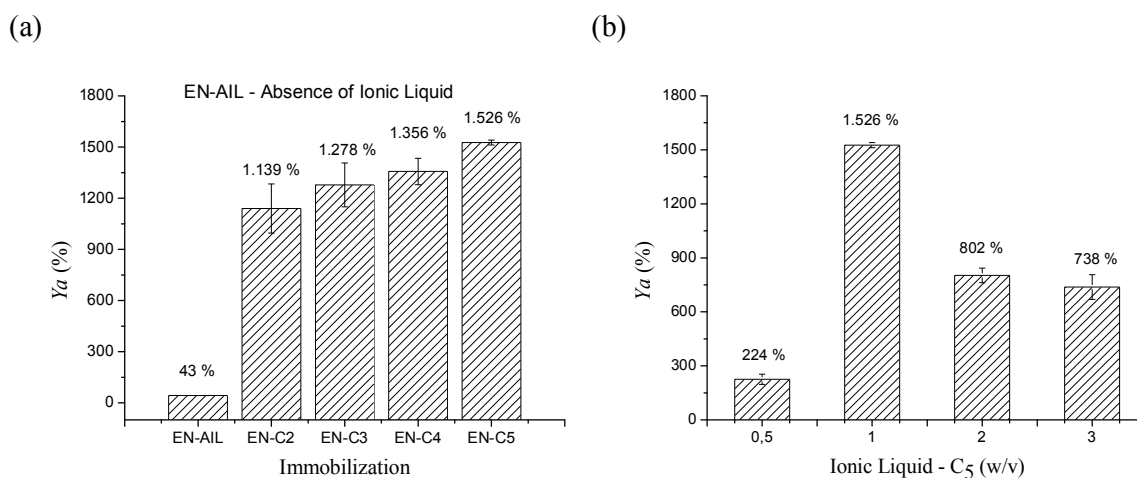 (a)
EN-AIL - Absence of Ionic Liquid
1800
1500
1200
900
600
300
0
Ya (%)
43 %
1.139 %
1.278 %
1.356 %
1.526 %
EN-AIL EN-C2 EN-C3 EN-C4 EN-C5
Immobilization
(b)
1800
1500
1200
900
600
300
0
Ya (%)
224 %
1.526 %
802 %
738 %
0,5 1 2 3
Ionic Liquid - C5 (w/v)